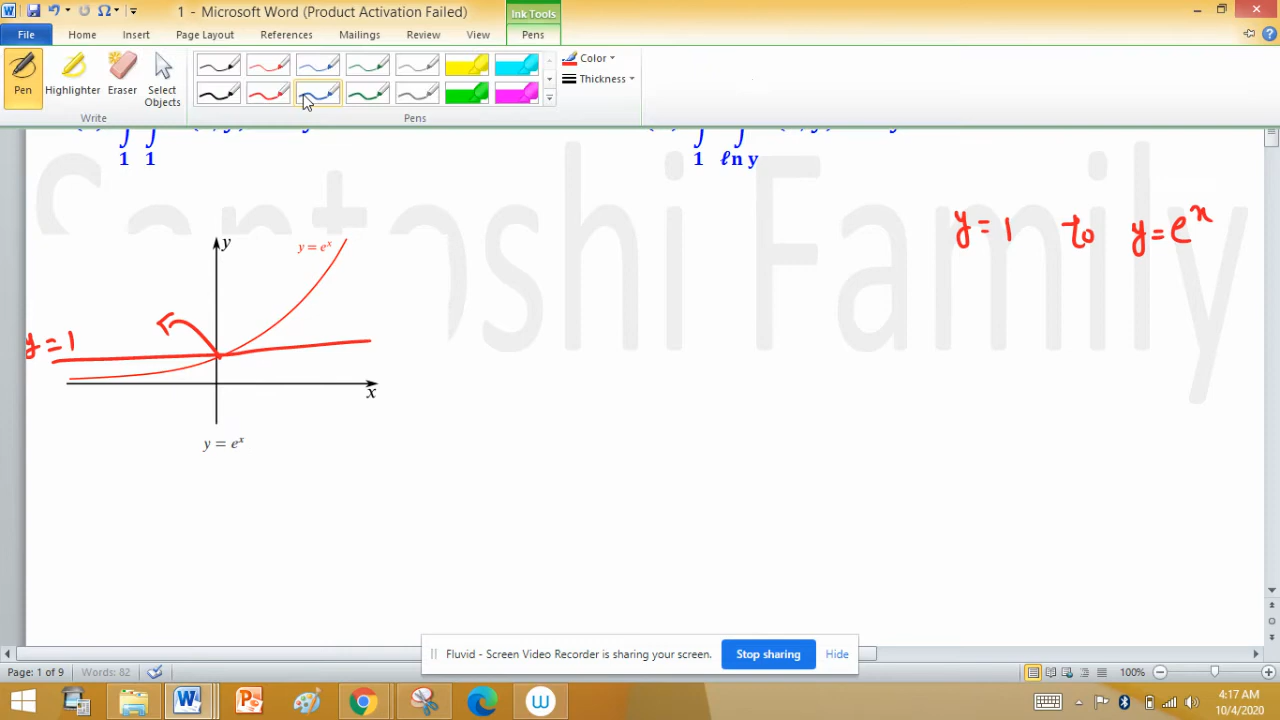 1 - Microsoft Word (Product Activation Failed)
Ink Tools
File Home Insert Page Layout References Mailings Review View Pens
Pen Highlighter Eraser Select Objects
Color
Thickness
Write
Pens
1 1
1 ℓn y
Santoshi Family
y = 1 to y = e^x
y
y = e^x
y = 1
x
y = e^x
Fluvid - Screen Video Recorder is sharing your screen. Stop sharing Hide
Page: 1 of 9 Words: 82
100%
4:17 AM
10/4/2020